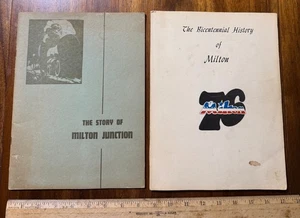 THE STORY OF
MILTON JUNCTION
The Bicentennial History
of
Milton
76